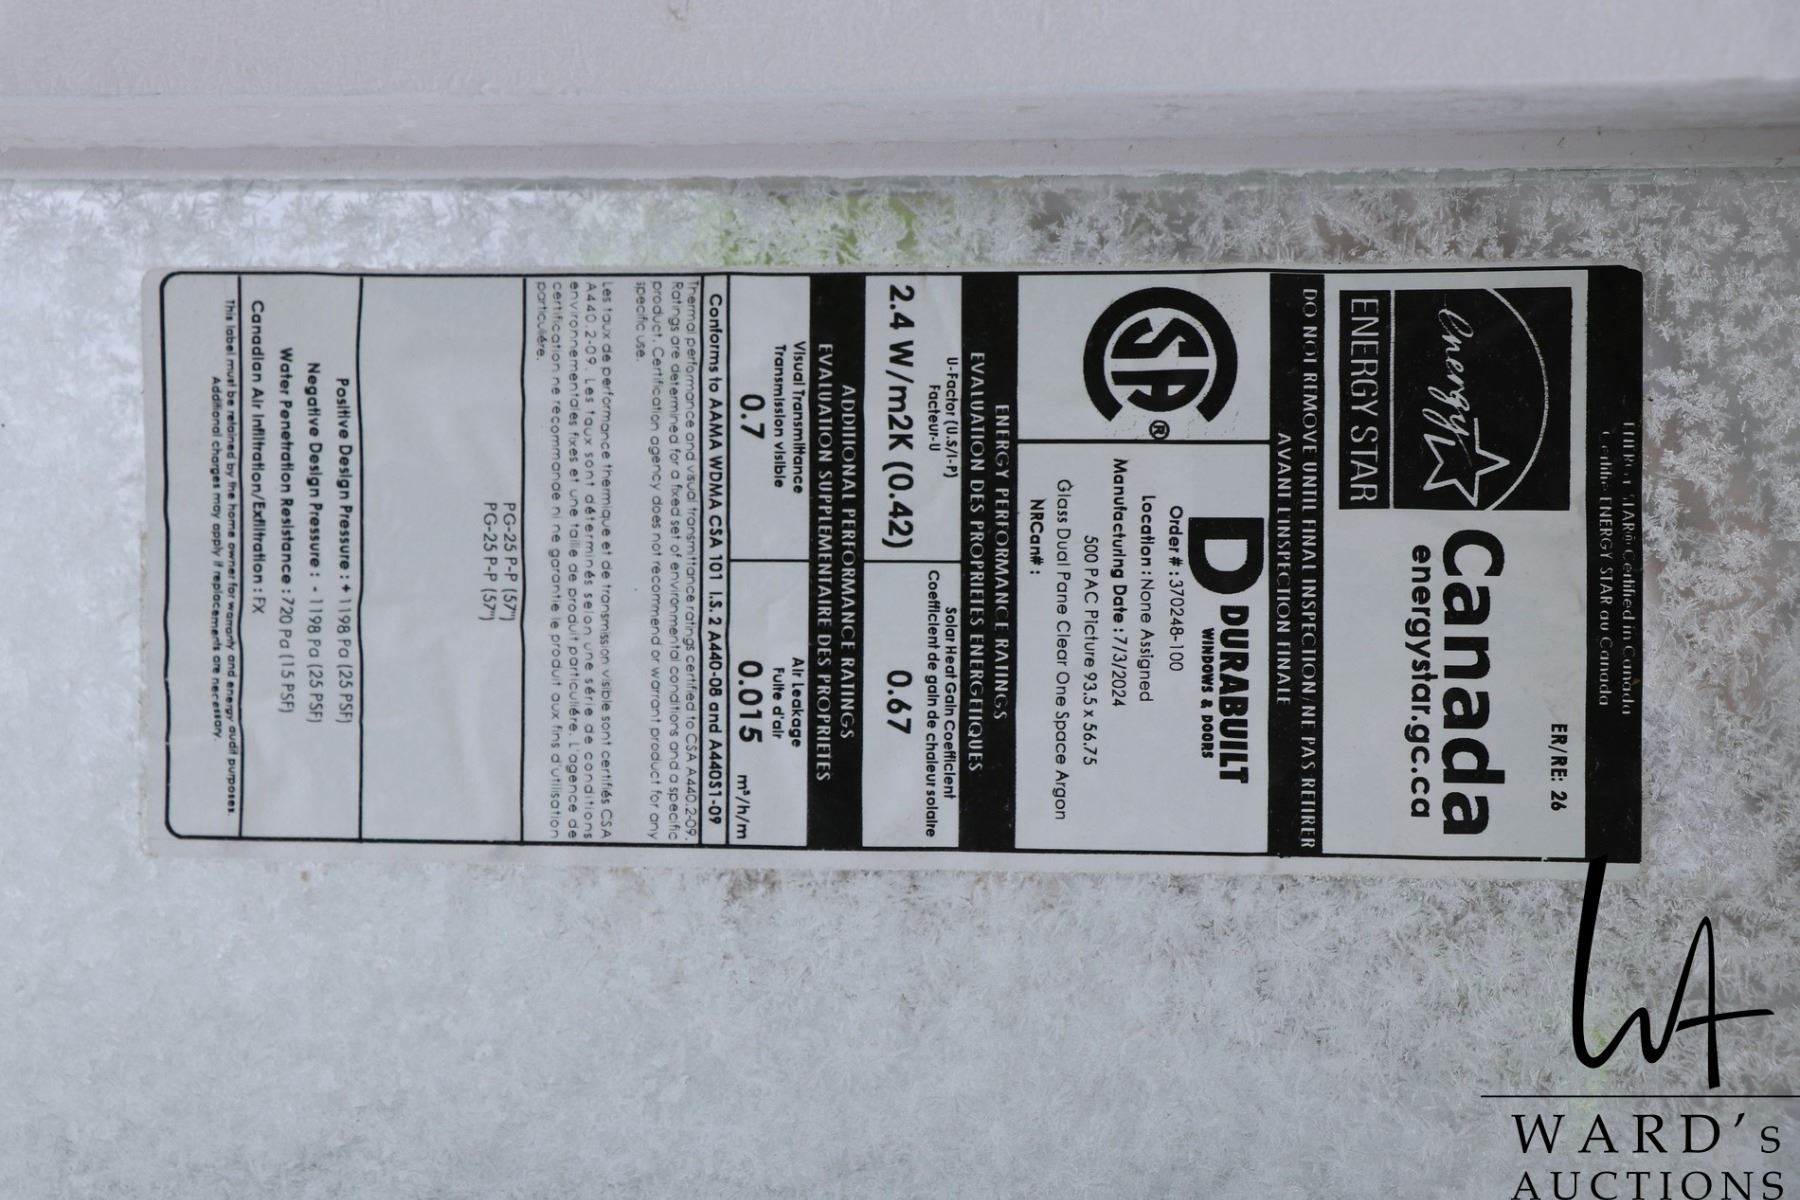 ENERGY STAR® Certified in Canada
Certifié ENERGY STAR au Canada
ER/RE: 26
energy
ENERGY STAR
Canada
energystar.gc.ca
DO NOT REMOVE UNTIL FINAL INSPECTION/NE PAS RETIRER
AVANT L'INSPECTION FINALE
CSA®
D DURABUILT
WINDOWS & DOORS
Order # : 370248-100
Location : None Assigned
Manufacturing Date : 7/3/2024
500 PAC Picture 93.5 x 56.75
Glass Dual Pane Clear One Space Argon
NRCan# :
ENERGY PERFORMANCE RATINGS
EVALUATION DES PROPRIETES ENERGETIQUES
U-Factor (U.S/I-P)
Facteur-U
2.4 W/m2K (0.42)
Solar Heat Gain Coefficient
Coefficient de gain de chaleur solaire
0.67
ADDITIONAL PERFORMANCE RATINGS
EVALUATION SUPPLEMENTAIRE DES PROPRIETES
Visual Transmittance
Transmission visible
0.7
Air Leakage
Fuite d'air
0.015 m³/h/m
Conforms to AAMA WDMA CSA 101 I.S. 2 A440-08 and A440S1-09
Thermal performance and visual transmittance ratings certified to CSA A440.2-09.
Ratings are determined for a fixed set of environmental conditions and a specific
product. Certification agency does not recommend or warrant product for any
specific use.
Les taux de performance thermique et de transmission visible sont certifiés CSA
A440.2-09. Les taux sont déterminés selon une série de conditions
environnementales fixes et une taille de produit particulière. L'agence de
certification ne recommande ni ne garantie le produit aux fins d'utilisation
particulière.
PG-25 P-P (57")
PG-25 P-P (57")
Positive Design Pressure : + 1198 Pa (25 PSF)
Negative Design Pressure : - 1198 Pa (25 PSF)
Water Penetration Resistance : 720 Pa (15 PSF)
Canadian Air Infiltration/Exfiltration : FX
This label must be retained by the home owner for warranty and energy audit purposes.
Additional charges may apply if replacements are necessary.
WA
WARD's
AUCTIONS